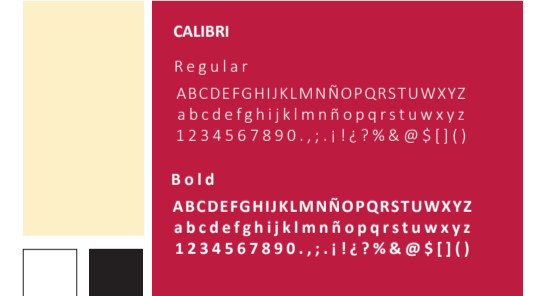 CALIBRI
Regular
ABCDEFGHIJKLMNÑOPQRSTUWXYZ
abcdefghijklmnñopqrstuwxyz
1234567890.,;.¡!¿?%&@$[]()
Bold
ABCDEFGHIJKLMNÑOPQRSTUWXYZ
abcdefghijklmnñopqrstuwxyz
1234567890.,;.¡!¿?%&@$[]()